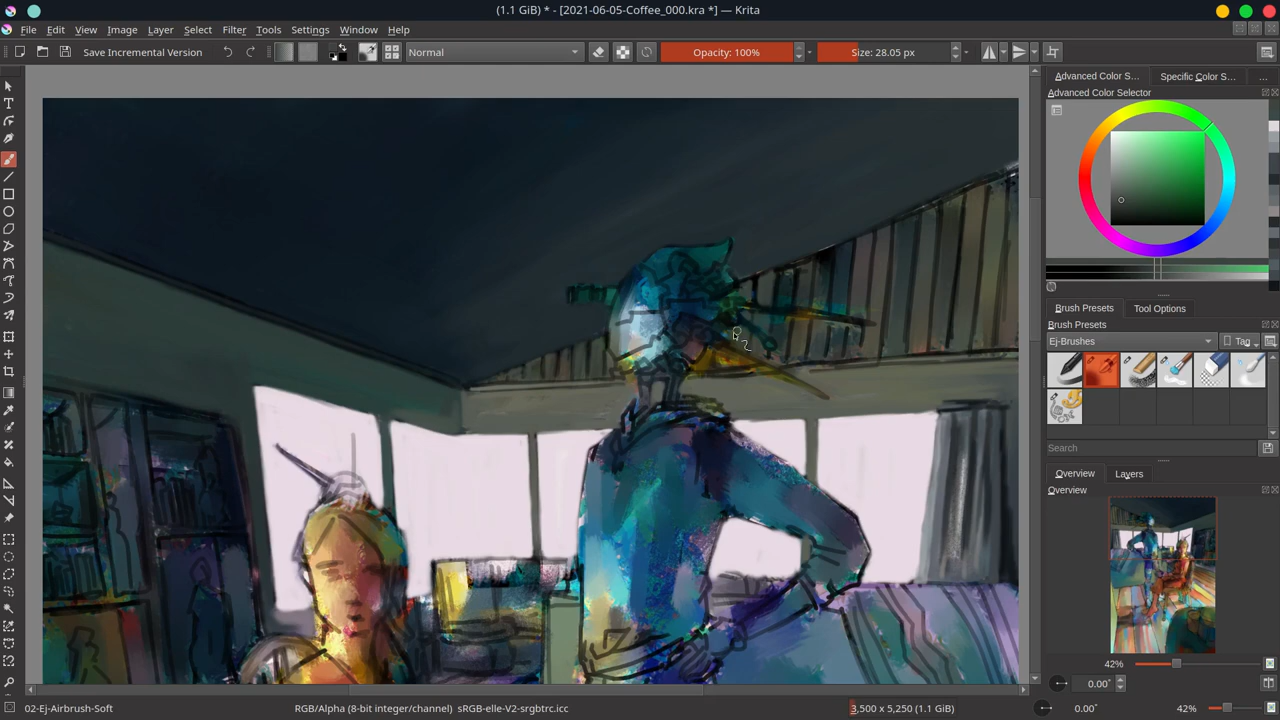 (1.1 GiB) * - [2021-06-05-Coffee_000.kra *] — Krita
File Edit View Image Layer Select Filter Tools Settings Window Help
Save Incremental Version Normal Opacity: 100% Size: 28.05 px
Advanced Color S... Specific Color S... ...
Advanced Color Selector
Brush Presets Tool Options
Brush Presets
Ej-Brushes Tag
Search
Overview Layers
Overview
42%
0.00°
02-Ej-Airbrush-Soft RGB/Alpha (8-bit integer/channel) sRGB-elle-V2-srgbtrc.icc 3,500 x 5,250 (1.1 GiB) 0.00° 42%